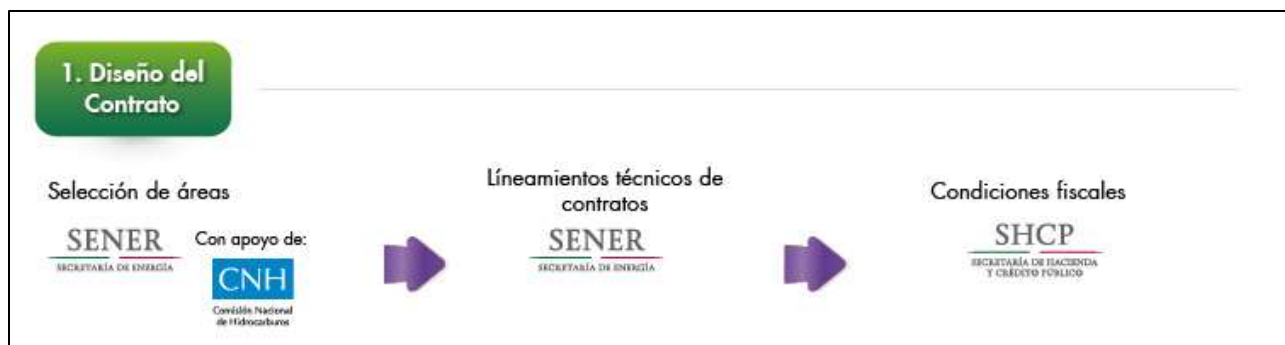 1. Diseño del
Contrato
Selección de áreas
SENER
SECRETARÍA DE ENERGÍA
Con apoyo de:
CNH
Comisión Nacional
de Hidrocarburos
Líneamientos técnicos de
contratos
SENER
SECRETARÍA DE ENERGÍA
Condiciones fiscales
SHCP
SECRETARÍA DE HACIENDA
Y CRÉDITO PÚBLICO